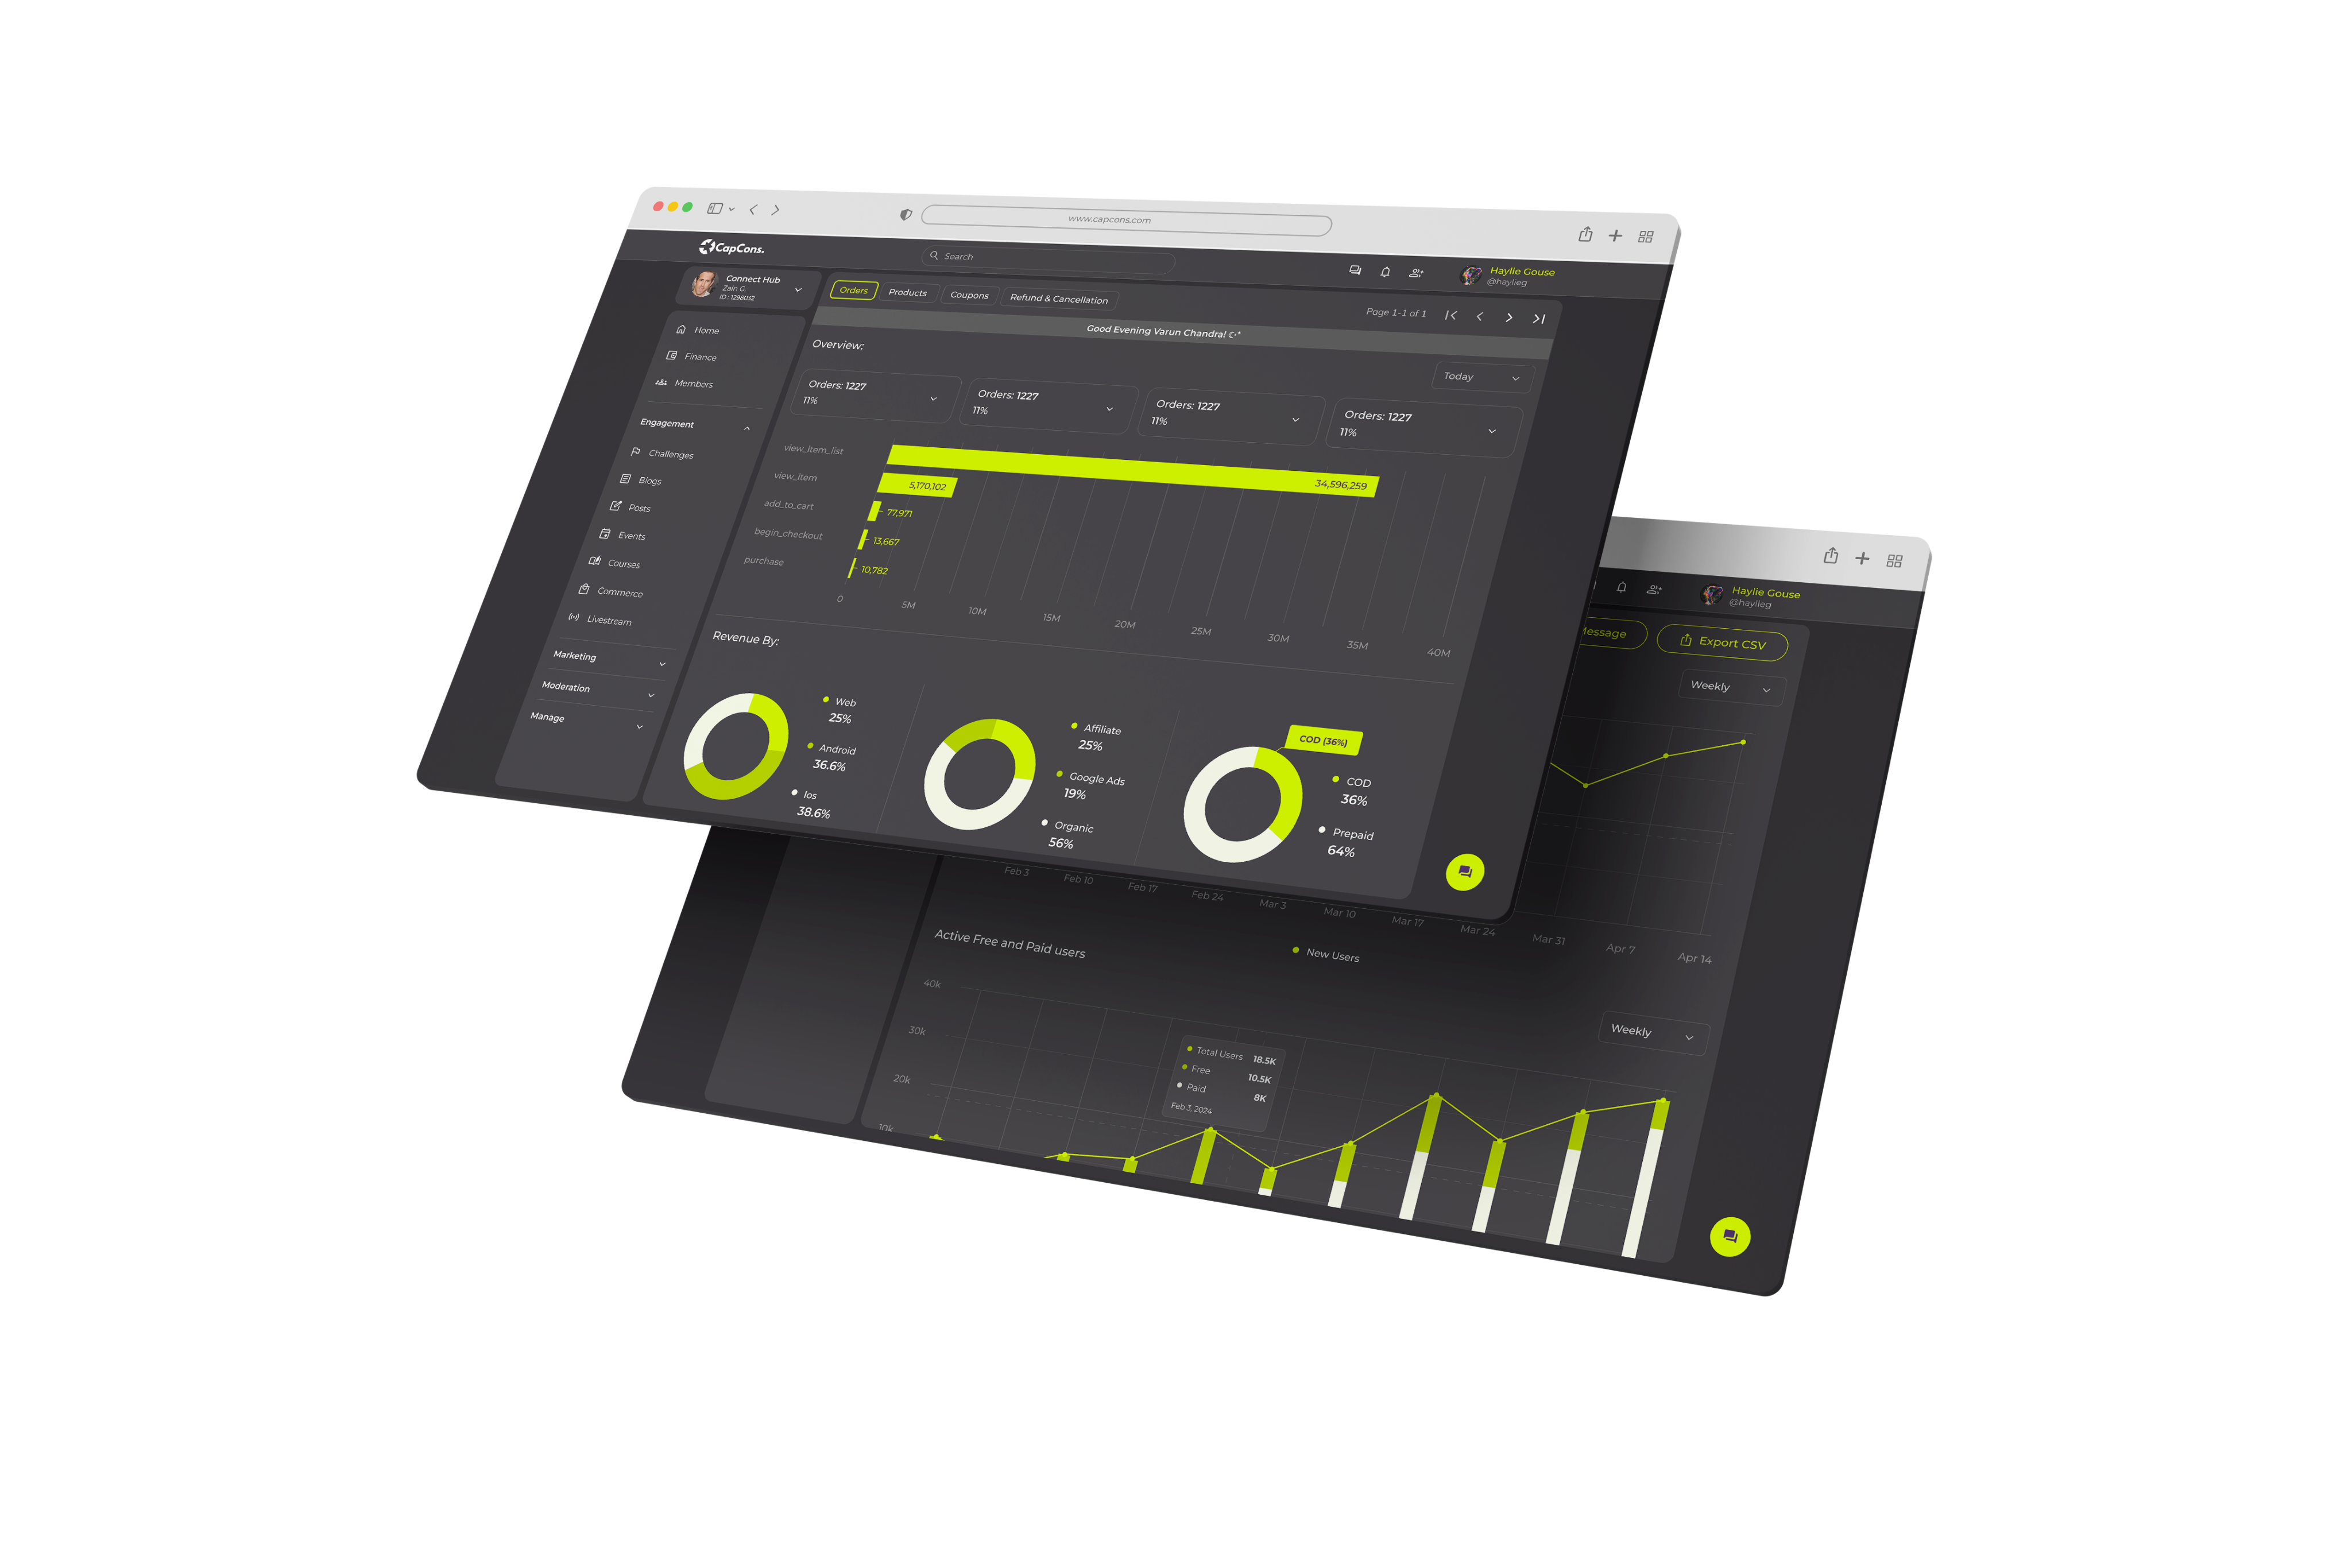 www.capcons.com
CapCons.
Search
Haylie Gouse
@haylieg
Connect Hub
Zain G.
ID : 1298032
Orders
Products
Coupons
Refund & Cancellation
Page 1-1 of 1
Good Evening Varun Chandra!
Home
Finance
Members
Engagement
Challenges
Blogs
Posts
Events
Courses
Commerce
Livestream
Marketing
Moderation
Manage
Overview:
Today
Orders: 1227
11%
Orders: 1227
11%
Orders: 1227
11%
Orders: 1227
11%
view_item_list
34,596,259
view_item
5,170,102
add_to_cart
77,971
begin_checkout
13,667
purchase
10,782
0 5M 10M 15M 20M 25M 30M 35M 40M
Revenue By:
Web
25%
Android
36.6%
Ios
38.6%
Affiliate
25%
Google Ads
19%
Organic
56%
COD (36%)
COD
36%
Prepaid
64%
Haylie Gouse
@haylieg
Message
Export CSV
Weekly
Feb 3 Feb 10 Feb 17 Feb 24 Mar 3 Mar 10 Mar 17 Mar 24 Mar 31 Apr 7 Apr 14
New Users
Active Free and Paid users
Weekly
40k
30k
20k
10k
Total Users 18.5K
Free 10.5K
Paid 8K
Feb 3, 2024